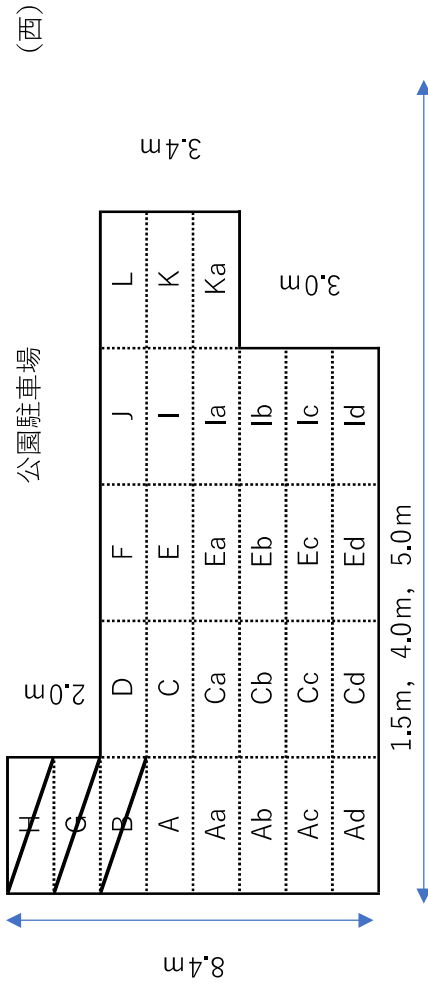 (西)
公園駐車場
3.4m
3.0m
2.0m
8.4m
H
G
B D F J L
A C E I K
Aa Ca Ea Ia Ka
Ab Cb Eb Ib
Ac Cc Ec Ic
Ad Cd Ed Id
1.5m, 4.0m, 5.0m